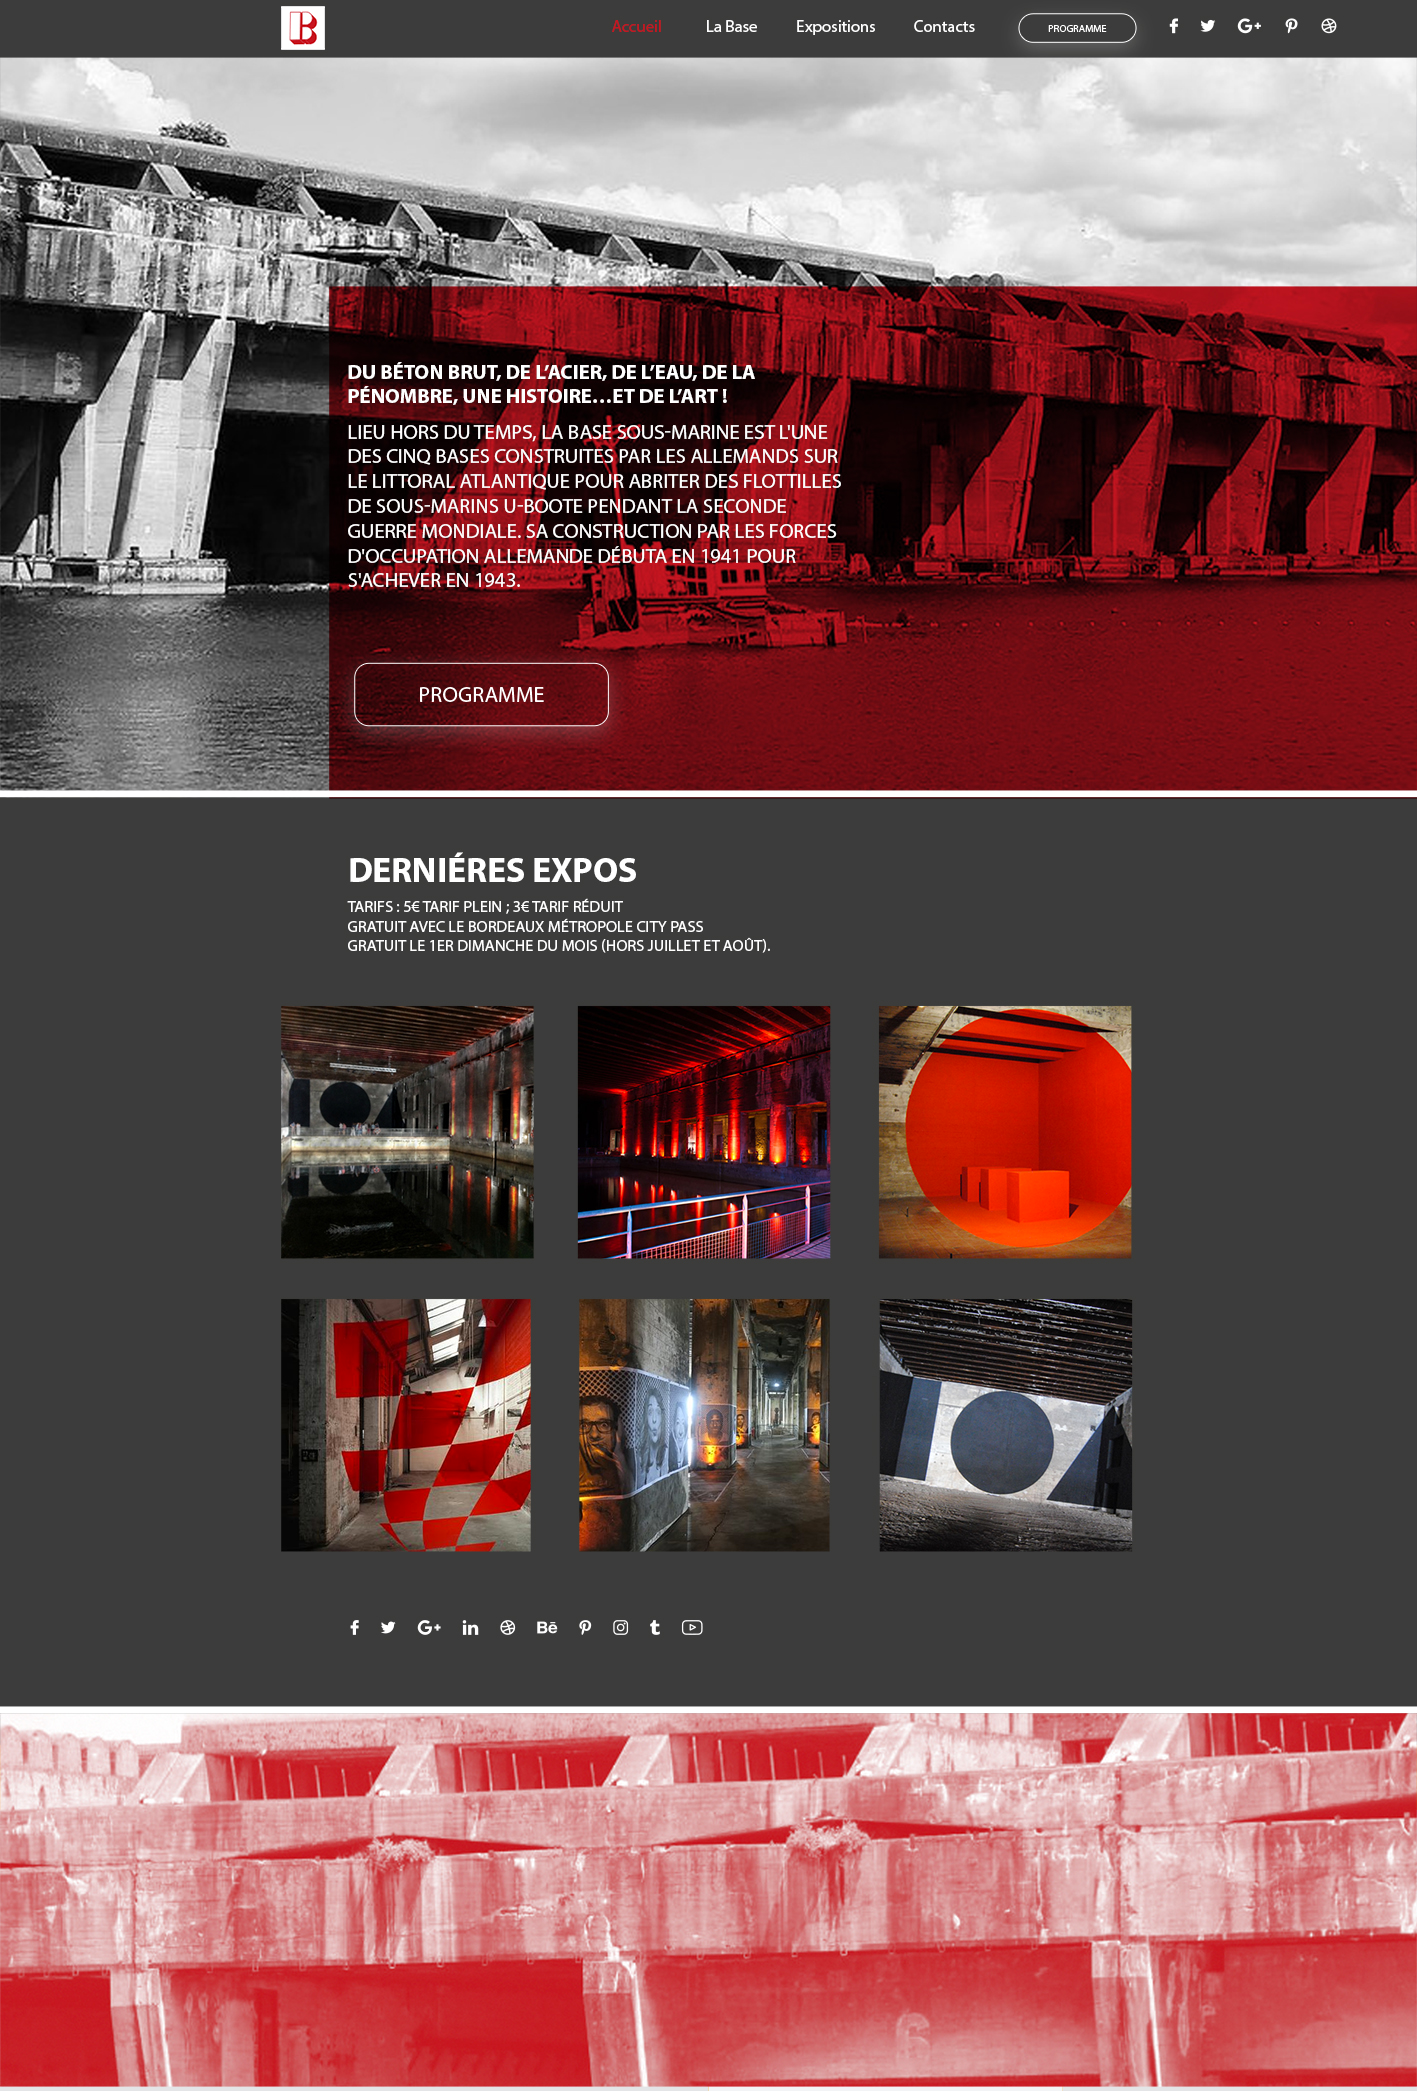 B
Accueil
La Base
Expositions
Contacts
PROGRAMME
G+
DU BÉTON BRUT, DE L’ACIER, DE L’EAU, DE LA
PÉNOMBRE, UNE HISTOIRE…ET DE L’ART !
LIEU HORS DU TEMPS, LA BASE SOUS-MARINE EST L'UNE
DES CINQ BASES CONSTRUITES PAR LES ALLEMANDS SUR
LE LITTORAL ATLANTIQUE POUR ABRITER DES FLOTTILLES
DE SOUS-MARINS U-BOOTE PENDANT LA SECONDE
GUERRE MONDIALE. SA CONSTRUCTION PAR LES FORCES
D'OCCUPATION ALLEMANDE DÉBUTA EN 1941 POUR
S'ACHEVER EN 1943.
PROGRAMME
DERNIÉRES EXPOS
TARIFS : 5€ TARIF PLEIN ; 3€ TARIF RÉDUIT
GRATUIT AVEC LE BORDEAUX MÉTROPOLE CITY PASS
GRATUIT LE 1ER DIMANCHE DU MOIS (HORS JUILLET ET AOÛT).
G+ in Bē t
6